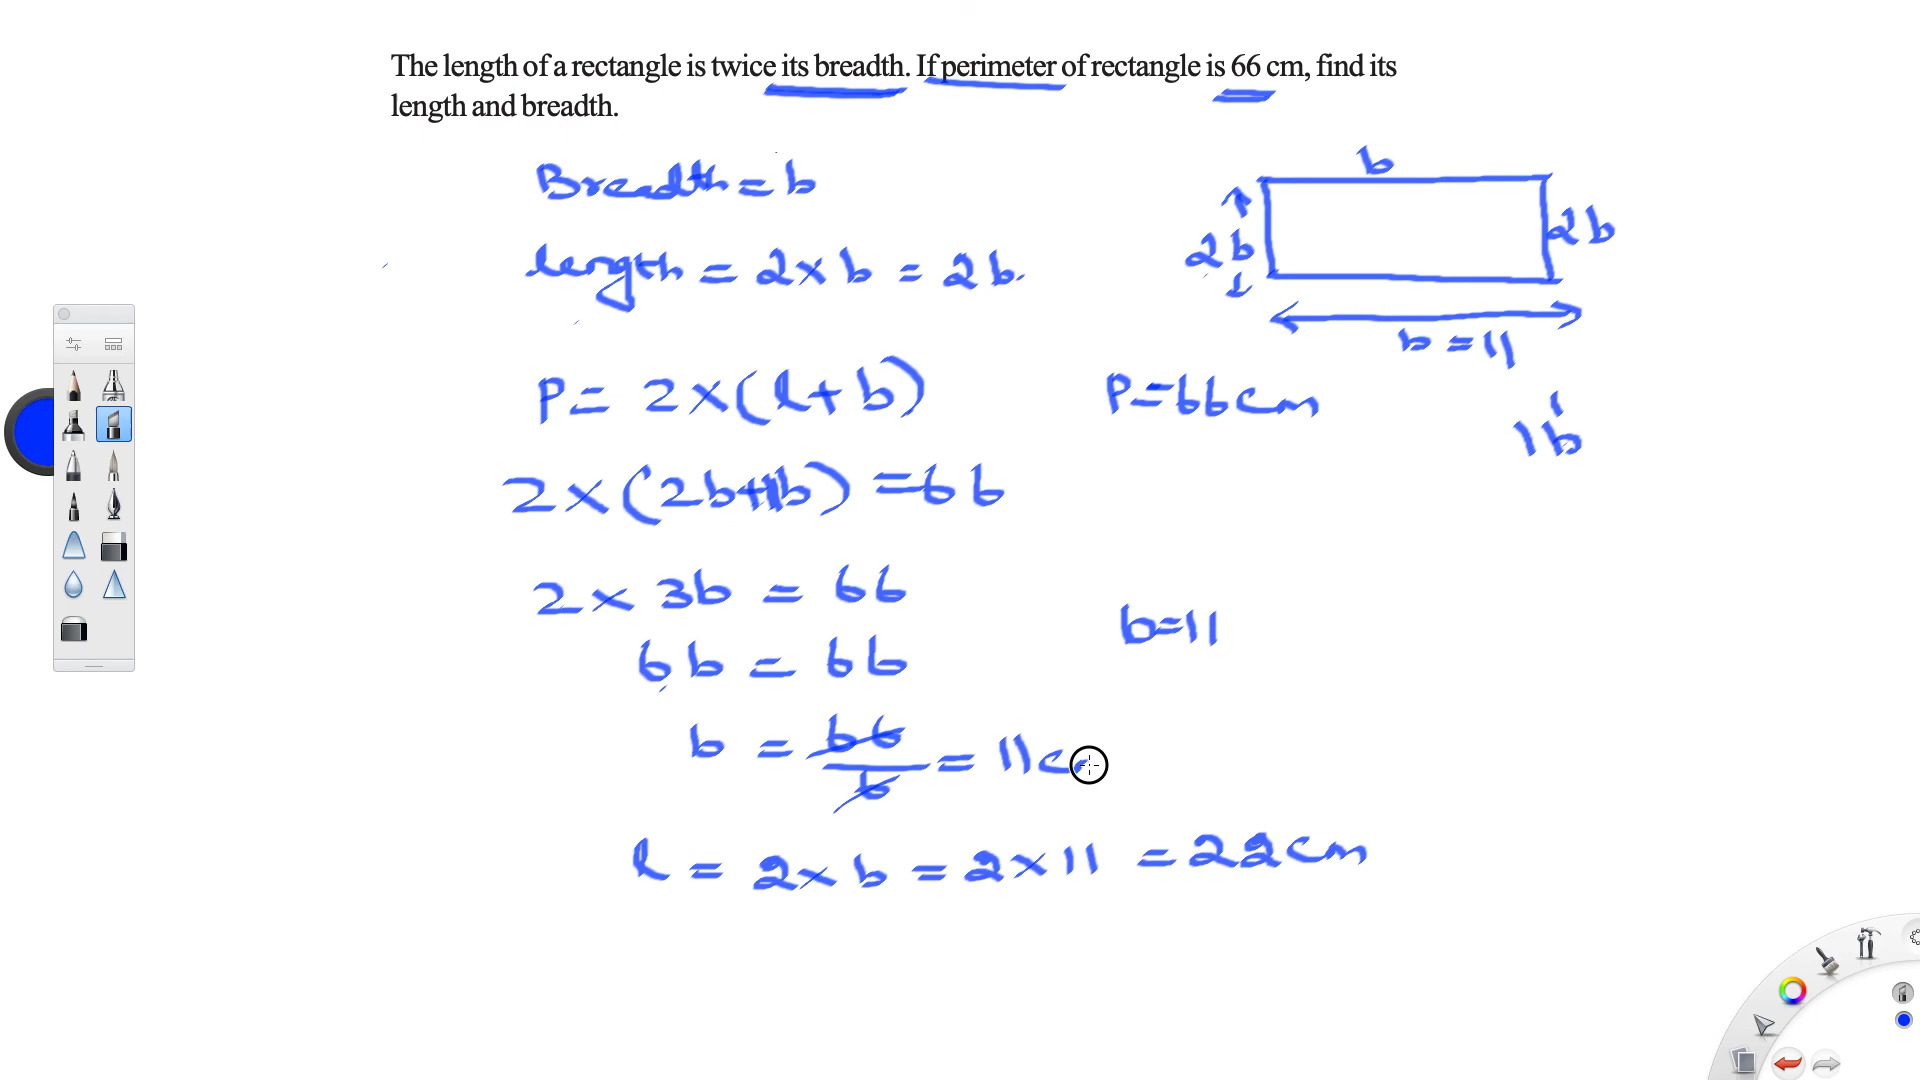 The length of a rectangle is twice its breadth. If perimeter of rectangle is 66 cm, find its
length and breadth.
Breadth = b
length = 2 × b = 2b.
b
2b
2b
b = 11
P = 2 × (l + b)
P = 66 cm
1b
2 × (2b + 1b) = 66
2 × 3b = 66
b = 11
6b = 66
b = 66/6 = 11 c
l = 2 × b = 2 × 11 = 22 cm